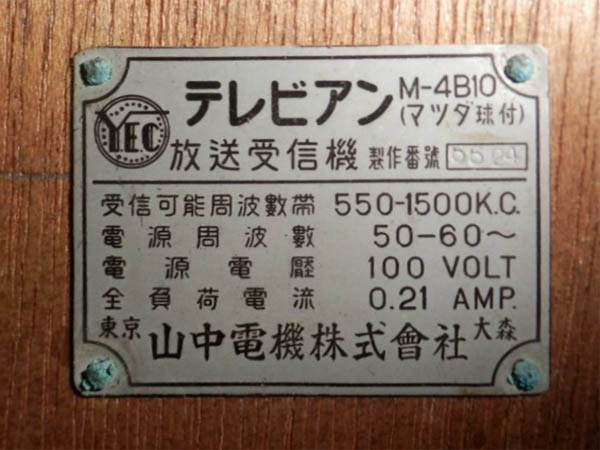 Y.E.C. テレビアン M-4B10
(マツダ球付)
放送受信機 製作番號
受信可能周波數帶 550-1500K.C.
電源周波數 50-60～
電源電壓 100 VOLT
全負荷電流 0.21 AMP.
東京 山中電機株式會社 大森